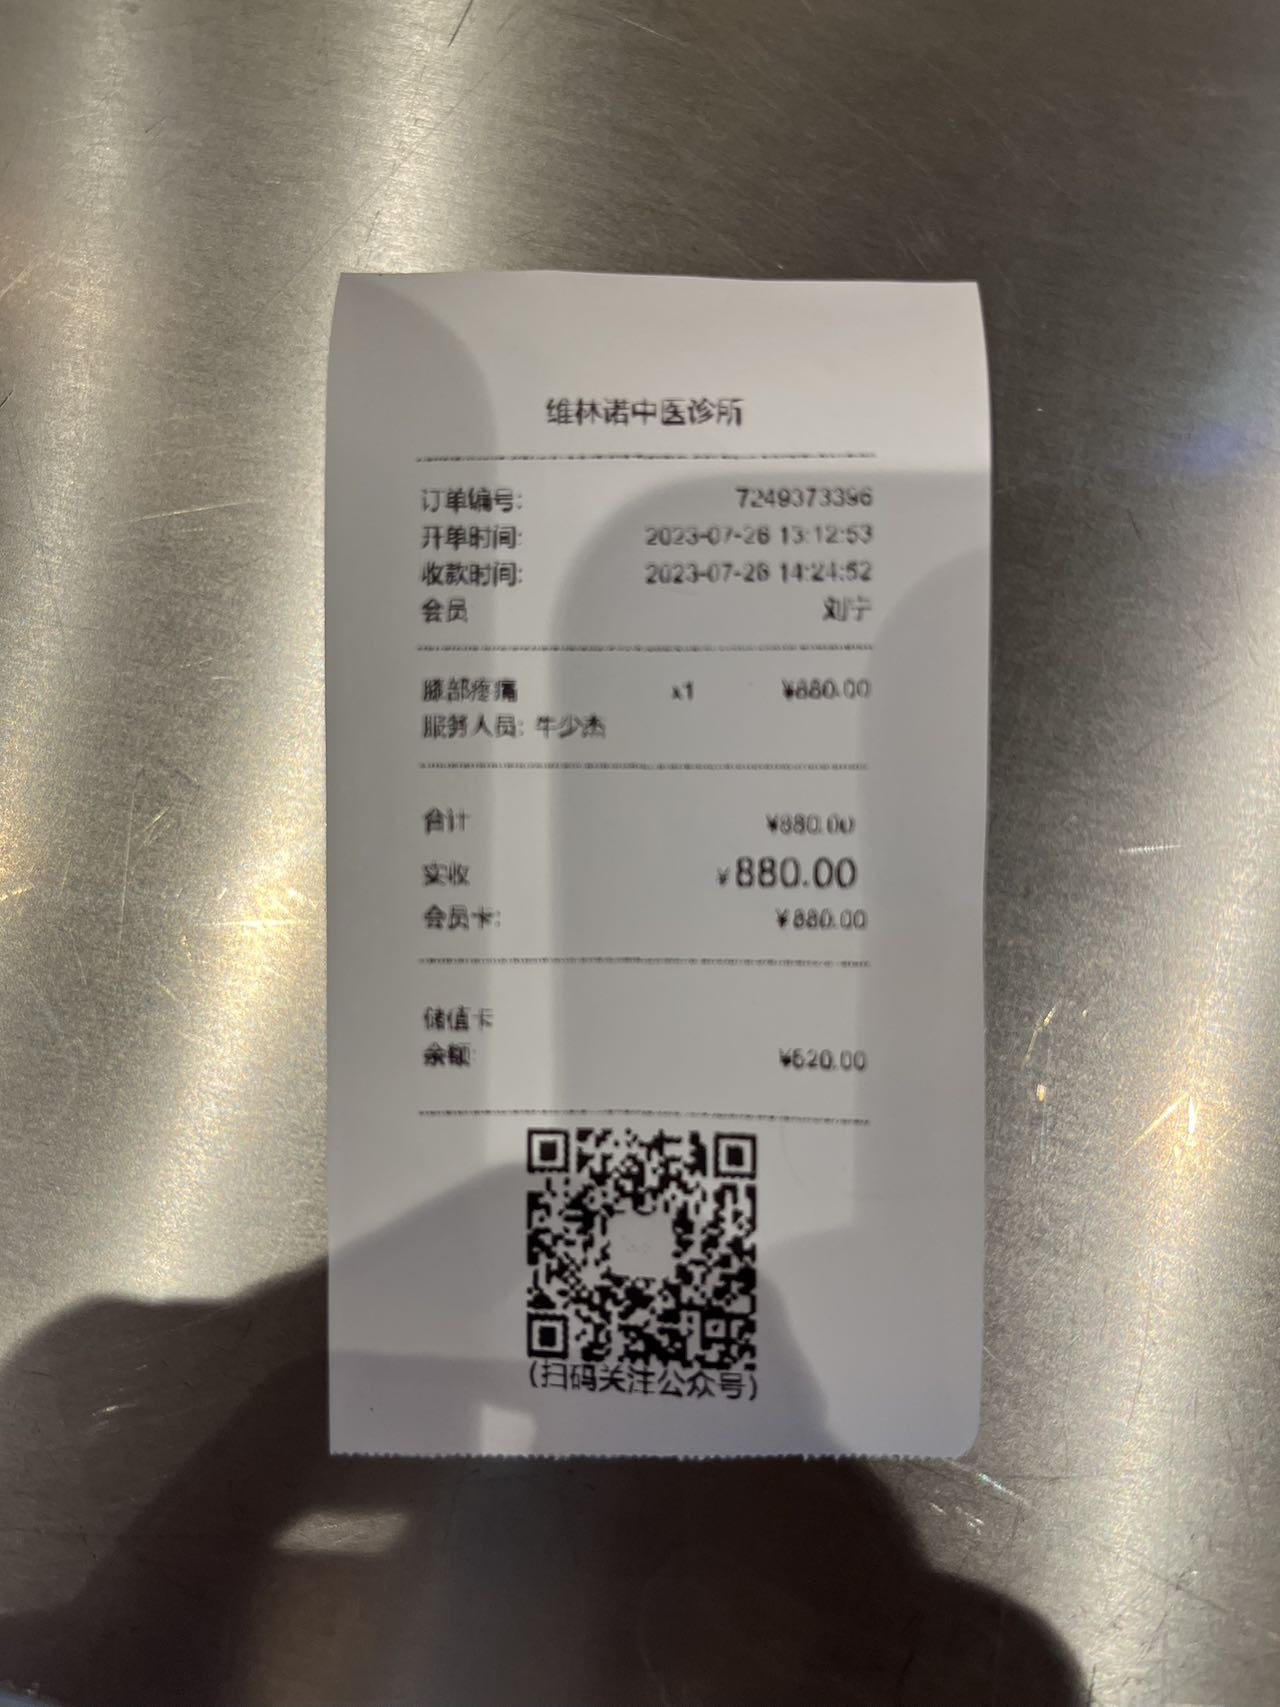 维林诺中医诊所
订单编号: 7249373396
开单时间: 2023-07-28 13:12:53
收款时间: 2023-07-28 14:24:52
会员 刘宁
膝部疼痛 x1 ¥880.00
服务人员: 牛少杰
合计 ¥880.00
实收 ¥880.00
会员卡: ¥880.00
储值卡
余额: ¥520.00
(扫码关注公众号)